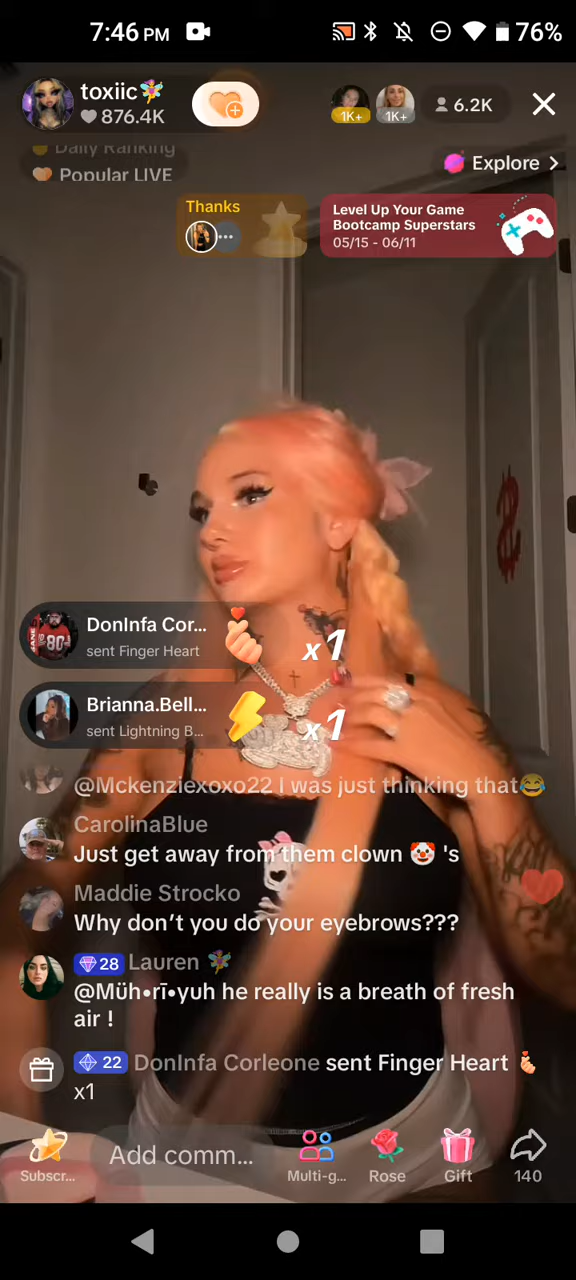 7:46 PM
76%
toxiic🧚
876.4K
1K+
1K+
6.2K
Daily Ranking
Popular LIVE
Explore
Thanks
Level Up Your Game
Bootcamp Superstars
05/15 - 06/11
DonInfa Cor...
sent Finger Heart
x1
Brianna.Bell...
sent Lightning B...
x1
@Mckenziexoxo22 I was just thinking that😂
CarolinaBlue
Just get away from them clown 🤡 's
Maddie Strocko
Why don't you do your eyebrows???
28 Lauren 🧚
@Müh•rī•yuh he really is a breath of fresh
air !
22 DonInfa Corleone sent Finger Heart
x1
Subscr...
Add comm...
Multi-g...
Rose
Gift
140